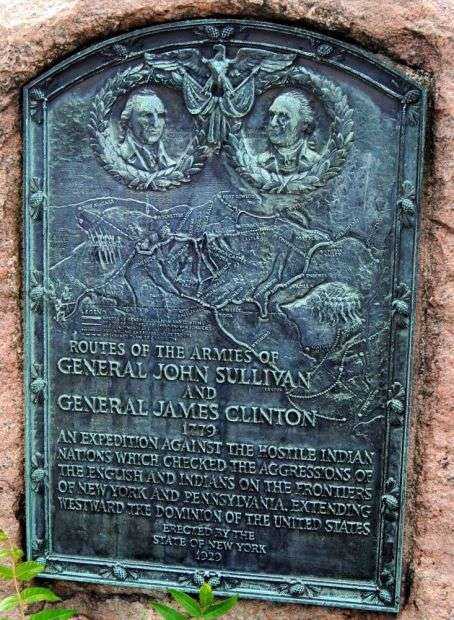 LEGEND
ROUTES OF THE ARMIES OF
GENERAL JOHN SULLIVAN
AND
GENERAL JAMES CLINTON
1779
AN EXPEDITION AGAINST THE HOSTILE INDIAN
NATIONS WHICH CHECKED THE AGGRESSIONS OF
THE ENGLISH AND INDIANS ON THE FRONTIERS
OF NEW YORK AND PENNSYLVANIA, EXTENDING
WESTWARD THE DOMINION OF THE UNITED STATES
ERECTED BY THE
STATE OF NEW YORK
1929